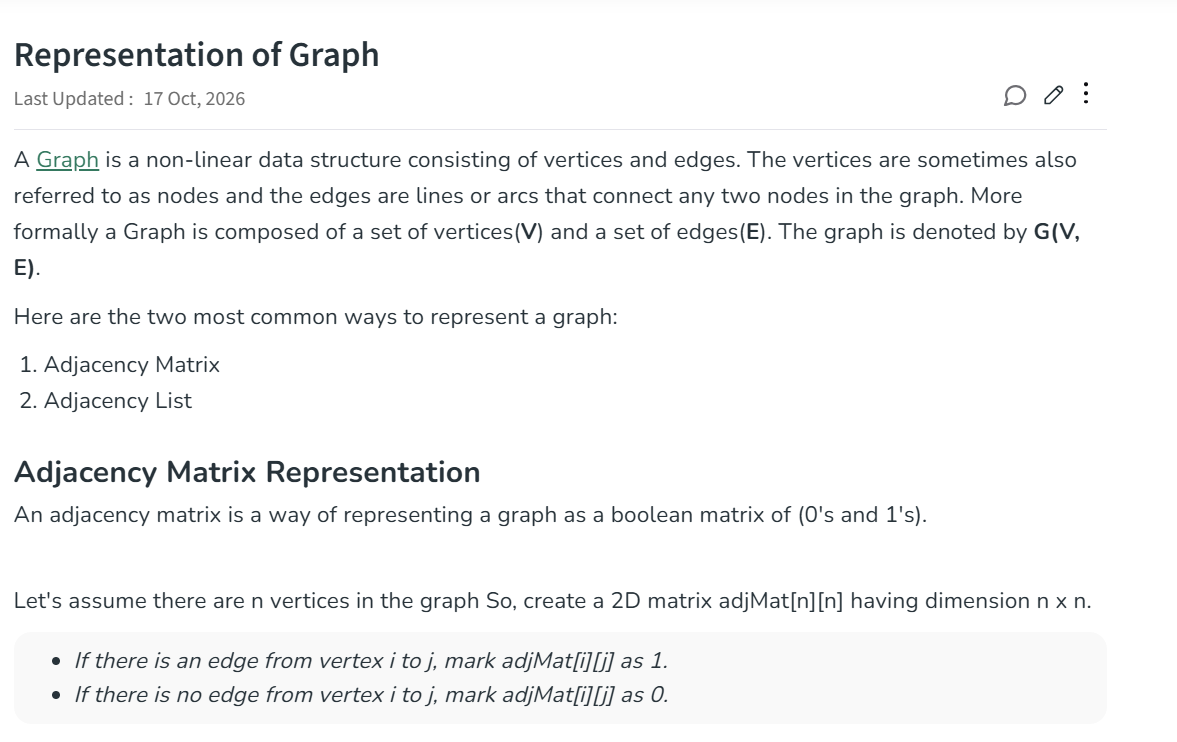 Representation of Graph
Last Updated : 17 Oct, 2026
A Graph is a non-linear data structure consisting of vertices and edges. The vertices are sometimes also
referred to as nodes and the edges are lines or arcs that connect any two nodes in the graph. More
formally a Graph is composed of a set of vertices(V) and a set of edges(E). The graph is denoted by G(V,
E).
Here are the two most common ways to represent a graph:
1. Adjacency Matrix
2. Adjacency List
Adjacency Matrix Representation
An adjacency matrix is a way of representing a graph as a boolean matrix of (0's and 1's).
Let's assume there are n vertices in the graph So, create a 2D matrix adjMat[n][n] having dimension n x n.
• If there is an edge from vertex i to j, mark adjMat[i][j] as 1.
• If there is no edge from vertex i to j, mark adjMat[i][j] as 0.